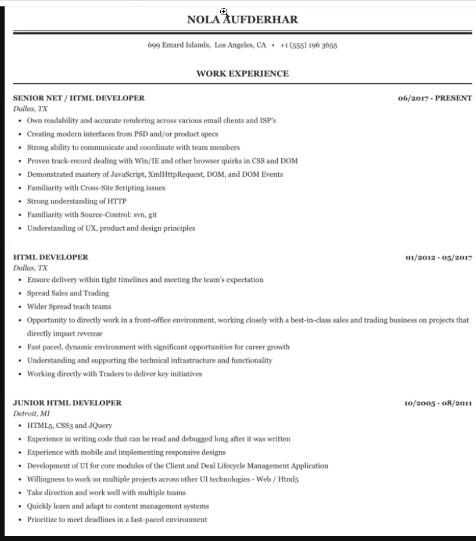 NOLA AUFDERHAR
699 Emard Islands, Los Angeles, CA • +1 (555) 196 3655
WORK EXPERIENCE
SENIOR NET / HTML DEVELOPER 06/2017 - PRESENT
Dallas, TX
• Own readability and accurate rendering across various email clients and ISP's
• Creating modern interfaces from PSD and/or product specs
• Strong ability to communicate and coordinate with team members
• Proven track-record dealing with Win/IE and other browser quirks in CSS and DOM
• Demonstrated mastery of JavaScript, XmlHttpRequest, DOM, and DOM Events
• Familiarity with Cross-Site Scripting issues
• Strong understanding of HTTP
• Familiarity with Source-Control: svn, git
• Understanding of UX, product and design principles
HTML DEVELOPER 01/2012 - 05/2017
Dallas, TX
• Ensure delivery within tight timelines and meeting the team's expectation
• Spread Sales and Trading
• Wider Spread teach teams
• Opportunity to directly work in a front-office environment, working closely with a best-in-class sales and trading business on projects that
directly impact revenue
• Fast paced, dynamic environment with significant opportunities for career growth
• Understanding and supporting the technical infrastructure and functionality
• Working directly with Traders to deliver key initiatives
JUNIOR HTML DEVELOPER 10/2005 - 08/2011
Detroit, MI
• HTML5, CSS3 and JQuery
• Experience in writing code that can be read and debugged long after it was written
• Experience with mobile and implementing responsive designs
• Development of UI for core modules of the Client and Deal Lifecycle Management Application
• Willingness to work on multiple projects across other UI technologies - Web / Html5
• Take direction and work well with multiple teams
• Quickly learn and adapt to content management systems
• Prioritize to meet deadlines in a fast-paced environment